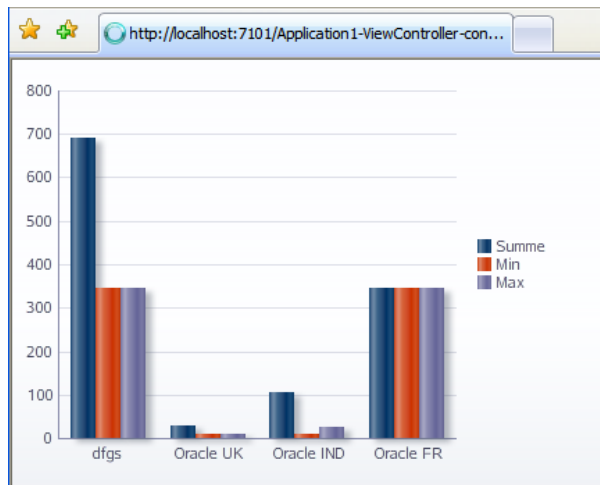 http://localhost:7101/Application1-ViewController-con...
800
700
600
500
400
300
200
100
0
dfgs Oracle UK Oracle IND Oracle FR
Summe
Min
Max